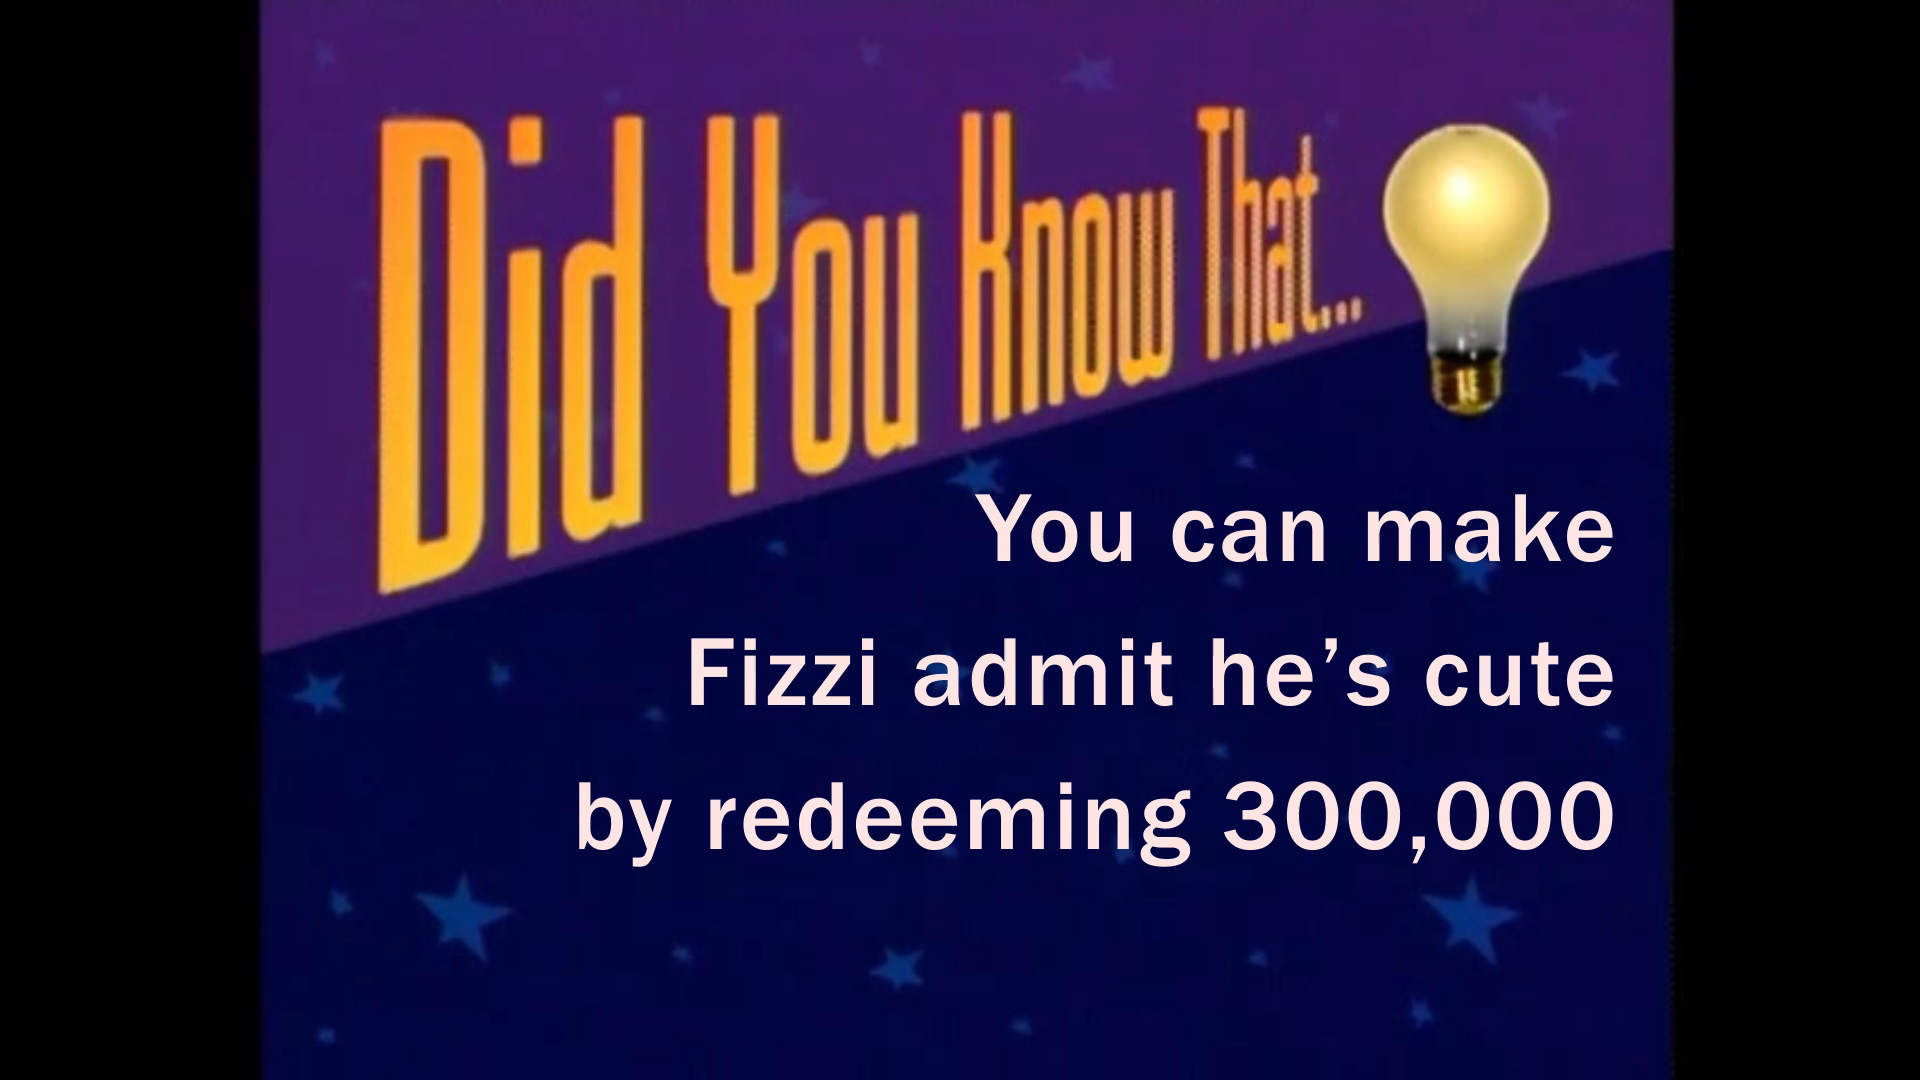 Did You Know That...
You can make
Fizzi admit he’s cute
by redeeming 300,000